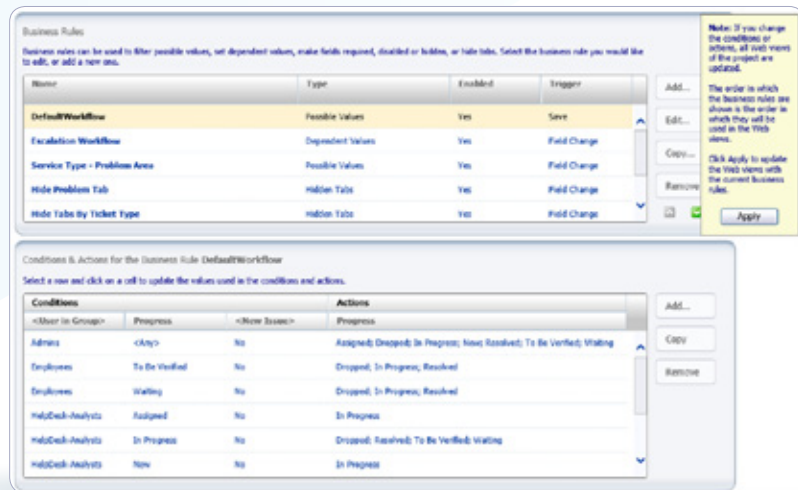 Business Rules
Business rules can be used to filter possible values, set dependent values, make fields required, disabled or hidden, or hide tabs. Select the business rule you would like
to edit, or add a new one.
Name Type Enabled Trigger
DefaultWorkflow Possible Values Yes Save
Escalation Workflow Dependent Values Yes Field Change
Service Type - Problem Area Possible Values Yes Field Change
Hide Problem Tab Hidden Tabs Yes Field Change
Hide Tabs By Ticket Type Hidden Tabs Yes Field Change
Add...
Edit...
Copy...
Remove
Note: If you change
the conditions or
actions, all Web views
of the project are
updated.
The order in which
the business rules are
shown is the order in
which they will be
used in the Web
views.
Click Apply to update
the Web views with
the current business
rules.
Apply
Conditions & Actions for the Business Rule DefaultWorkflow
Select a row and click on a cell to update the values used in the conditions and actions.
Conditions Actions
<User in Group> Progress <New Issue> Progress
Admins <Any> No Assigned; Dropped; In Progress; New; Resolved; To Be Verified; Waiting
Employees To Be Verified No Dropped; In Progress; Resolved
Employees Waiting No Dropped; In Progress; Resolved
HelpDesk-Analysts Assigned No In Progress
HelpDesk-Analysts In Progress No Dropped; Resolved; To Be Verified; Waiting
HelpDesk-Analysts New No In Progress
Add...
Copy
Remove